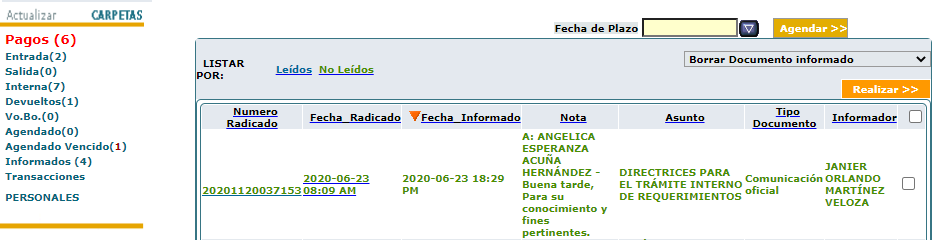 Actualizar CARPETAS
Pagos (6)
Entrada(2)
Salida(0)
Interna(7)
Devueltos(1)
Vo.Bo.(0)
Agendado(0)
Agendado Vencido(1)
Informados (4)
Transacciones
PERSONALES
Fecha de Plazo Agendar >>
LISTAR
POR: Leídos No Leídos
Borrar Documento informado
Realizar >>
Numero
Radicado
Fecha Radicado
Fecha Informado
Nota
Asunto
Tipo
Documento
Informador
20201120037153
2020-06-23
08:09 AM
2020-06-23 18:29
PM
A: ANGELICA
ESPERANZA
ACUÑA
HERNÁNDEZ -
Buena tarde,
Para su
conocimiento y
fines
pertinentes.
DIRECTRICES PARA
EL TRÁMITE INTERNO
DE REQUERIMIENTOS
Comunicación
oficial
JANIER
ORLANDO
MARTÍNEZ
VELOZA